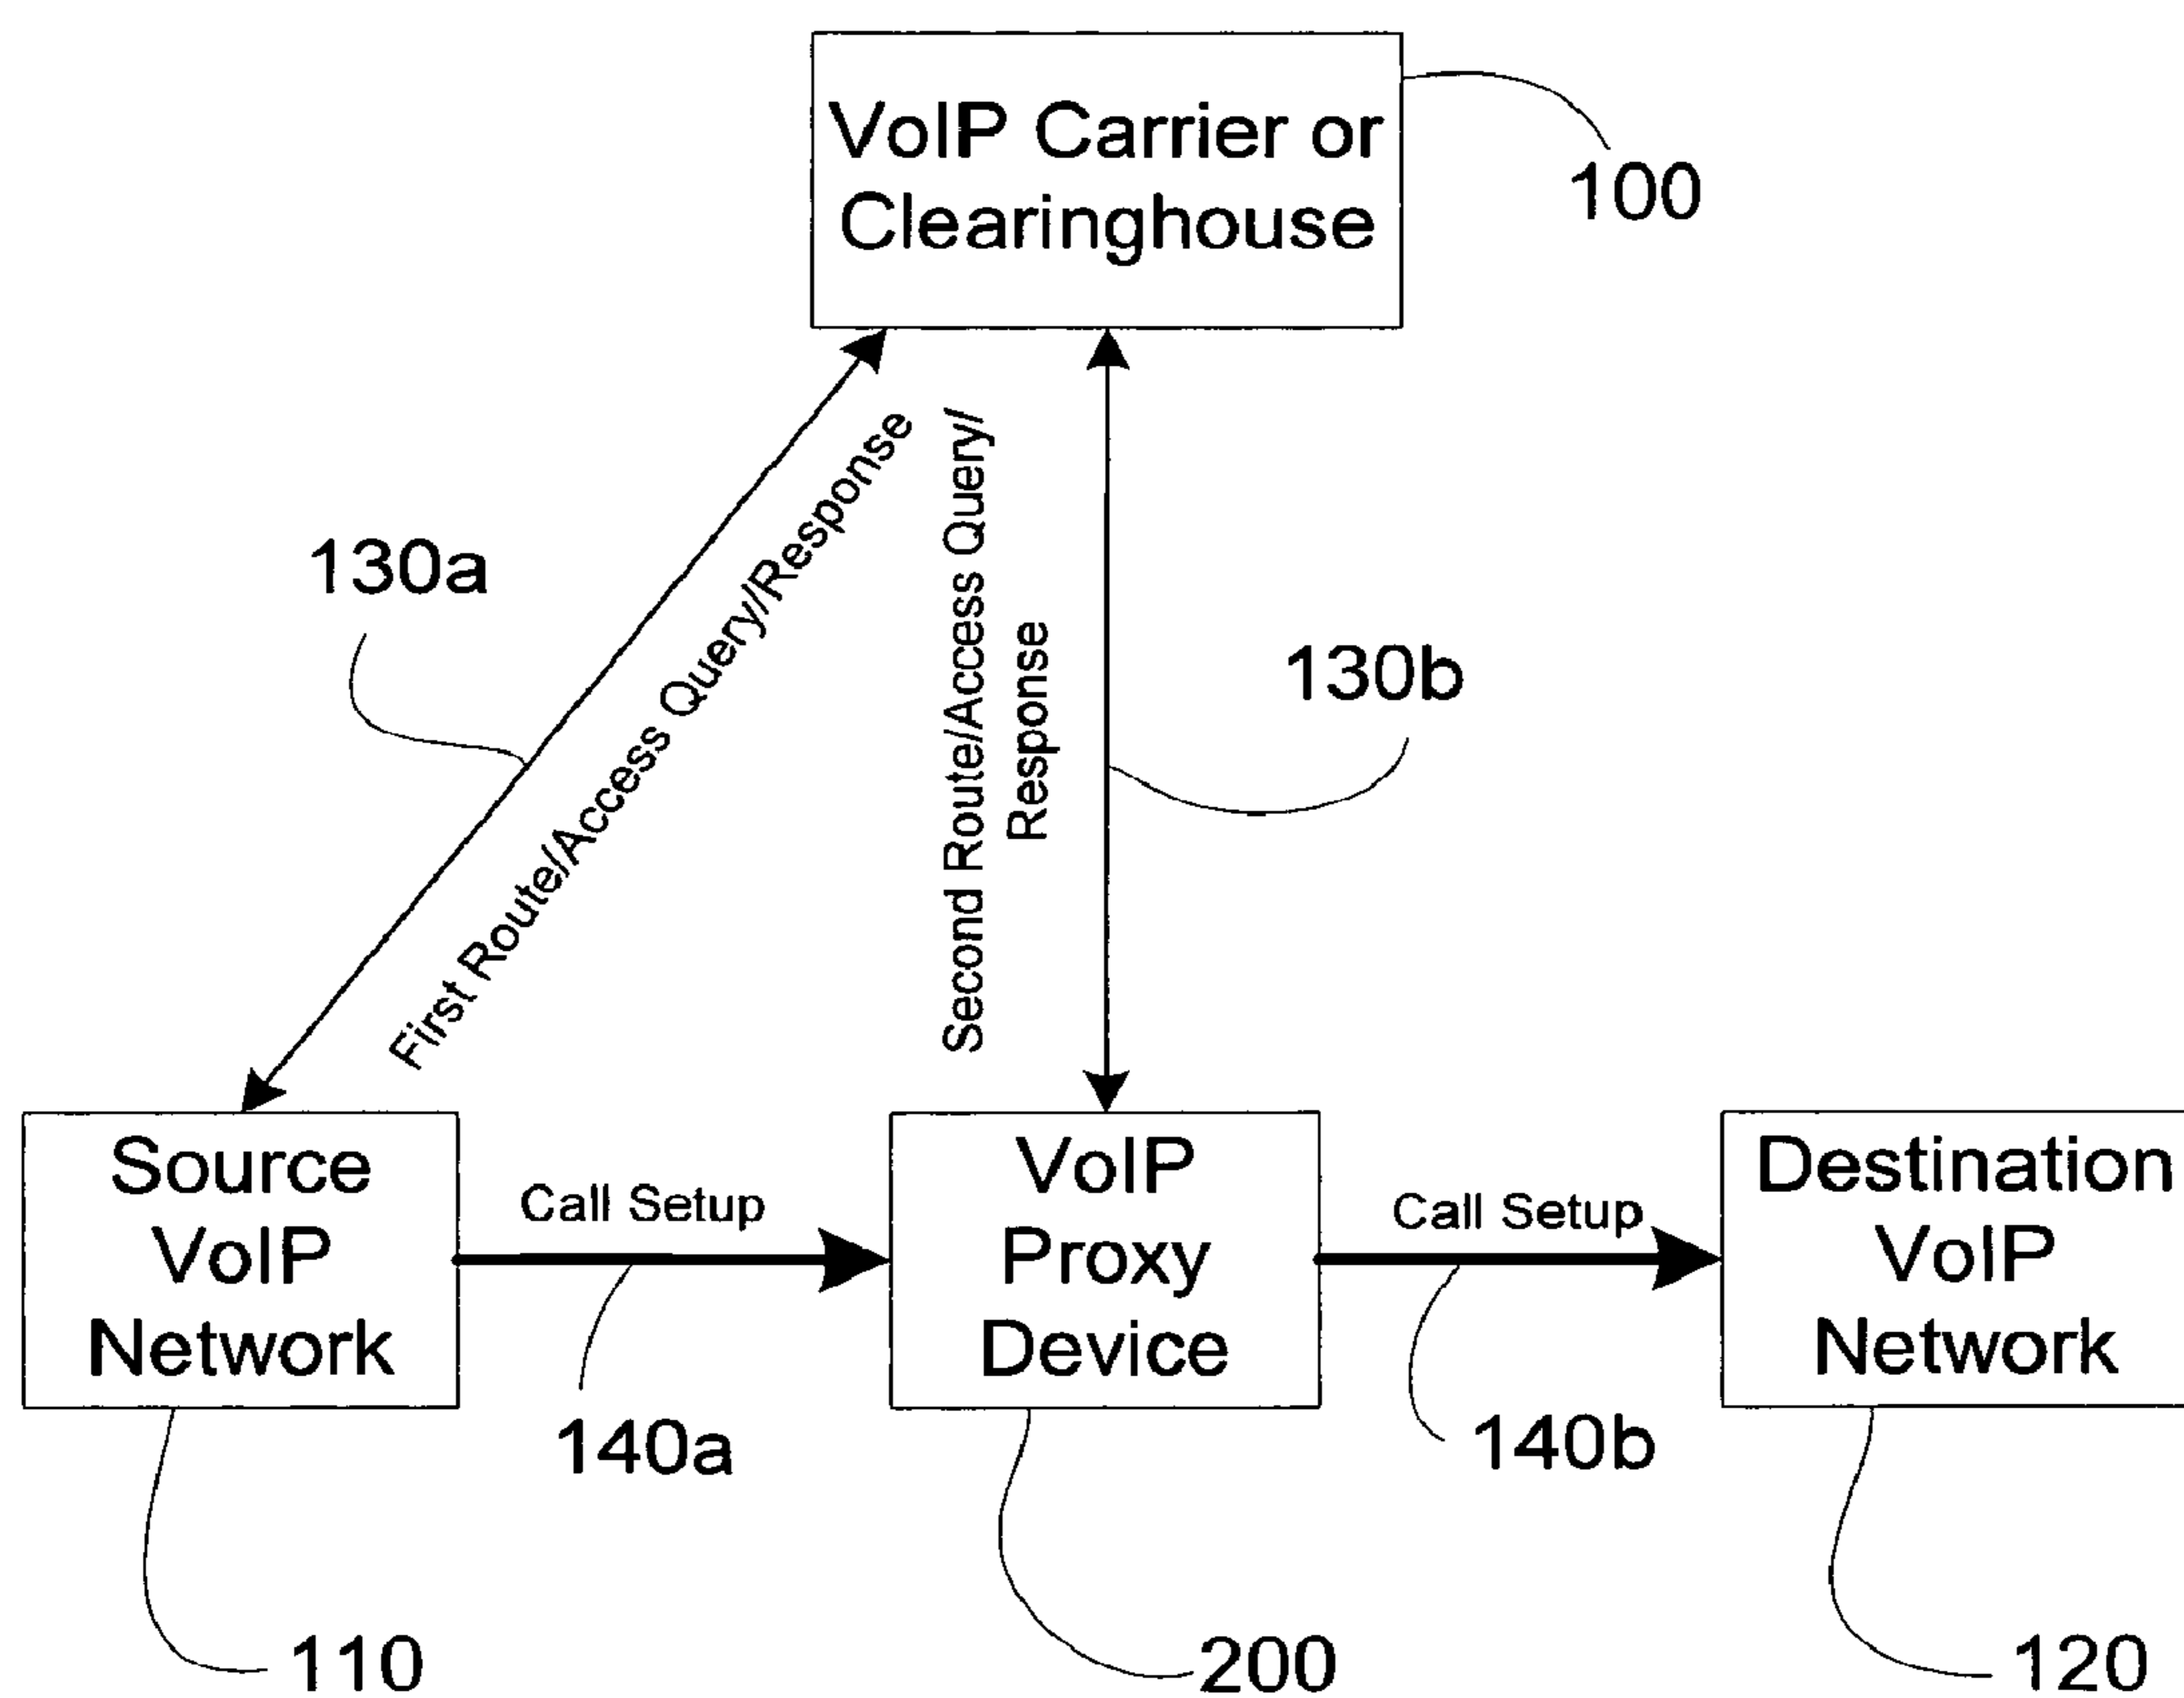 VoIP Carrier or
Clearinghouse
100
First Route/Access Query/Response
Second Route/Access Query/
Response
130a
130b
Source
VoIP
Network
Call Setup
VoIP
Proxy
Device
Call Setup
Destination
VoIP
Network
140a
140b
110
200
120